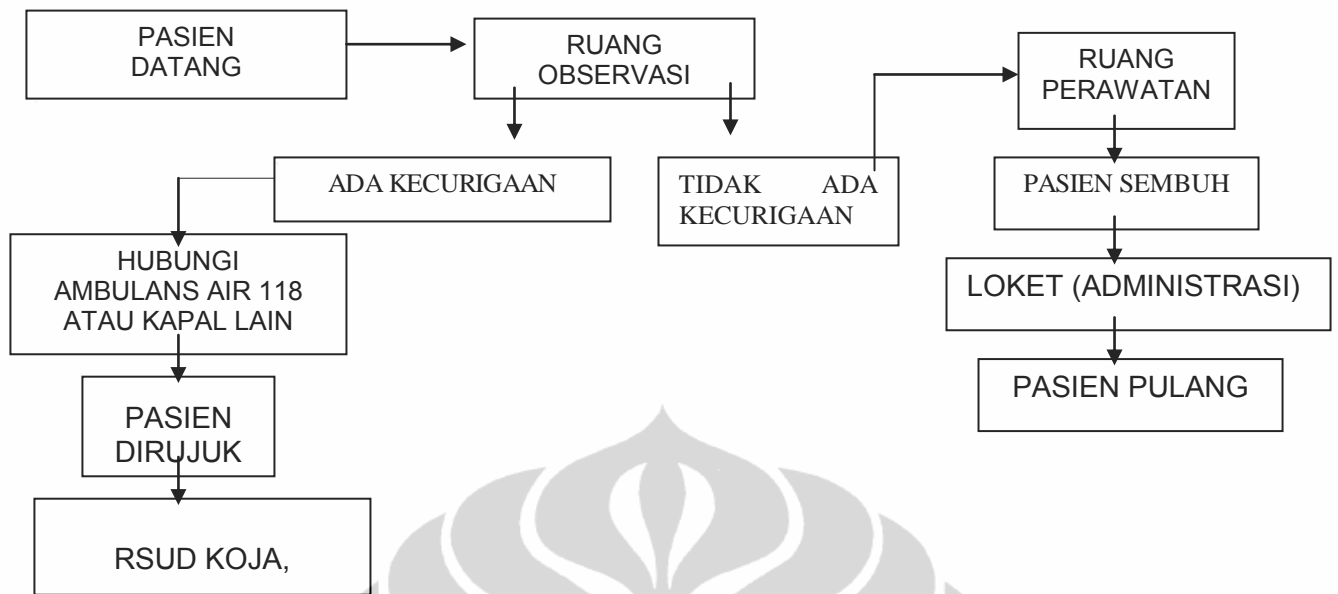 PASIEN
DATANG
RUANG
OBSERVASI
RUANG
PERAWATAN
ADA KECURIGAAN
TIDAK ADA
KECURIGAAN
PASIEN SEMBUH
HUBUNGI
AMBULANS AIR 118
ATAU KAPAL LAIN
LOKET (ADMINISTRASI)
PASIEN
DIRUJUK
PASIEN PULANG
RSUD KOJA,